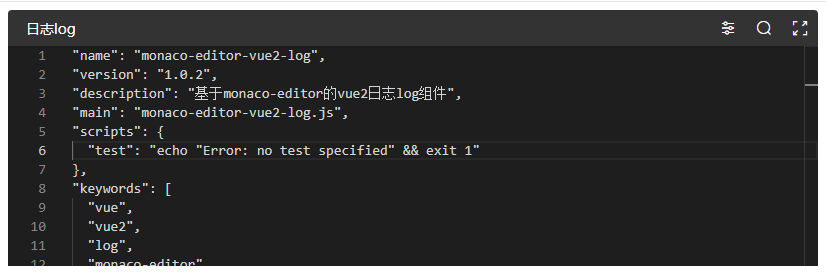 日志log
1 "name": "monaco-editor-vue2-log",
2 "version": "1.0.2",
3 "description": "基于monaco-editor的vue2日志log组件",
4 "main": "monaco-editor-vue2-log.js",
5 "scripts": {
6 "test": "echo "Error: no test specified" && exit 1"
7 },
8 "keywords": [
9 "vue",
10 "vue2",
11 "log",
12 "monaco-editor"